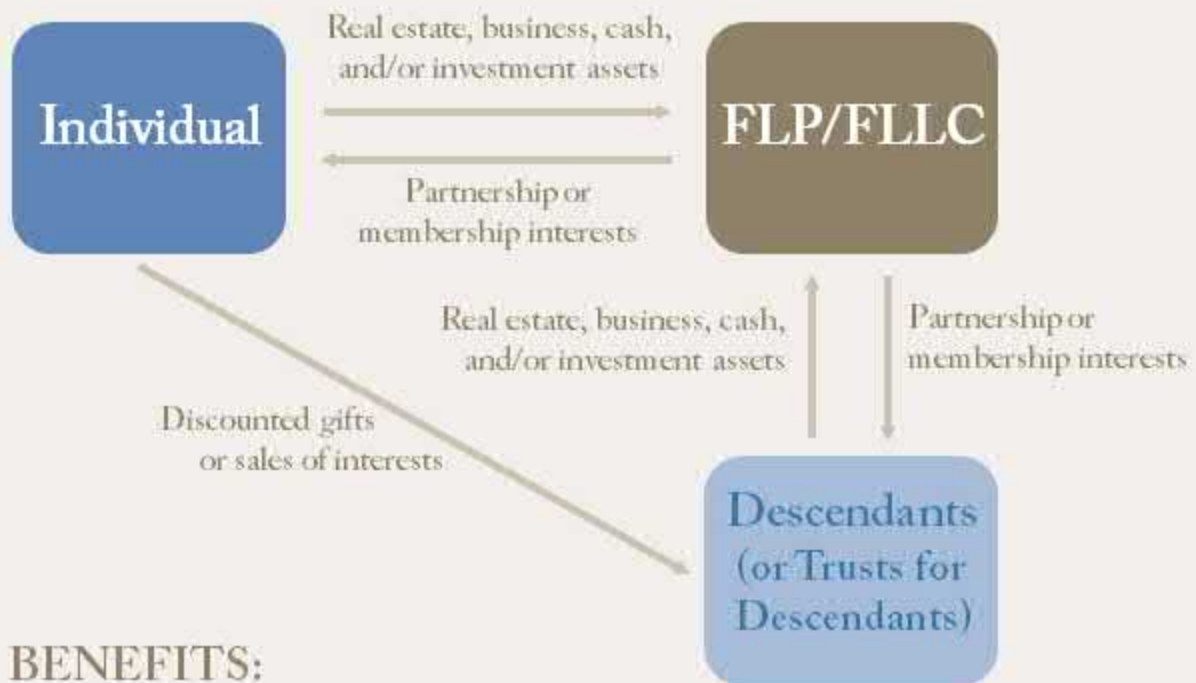 Real estate, business, cash,
and/or investment assets
Individual
FLP/FLLC
Partnership or
membership interests
Real estate, business, cash,
and/or investment assets
Partnership or
membership interests
Discounted gifts
or sales of interests
Descendants
(or Trusts for
Descendants)
BENEFITS: